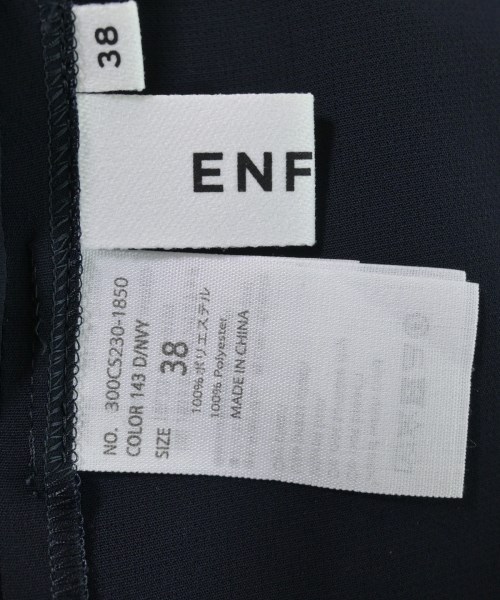 38
ENF
NO. 300CS230-1850
COLOR 143 D/NVY
SIZE
38
100%ポリエステル
100% Polyester
MADE IN CHINA